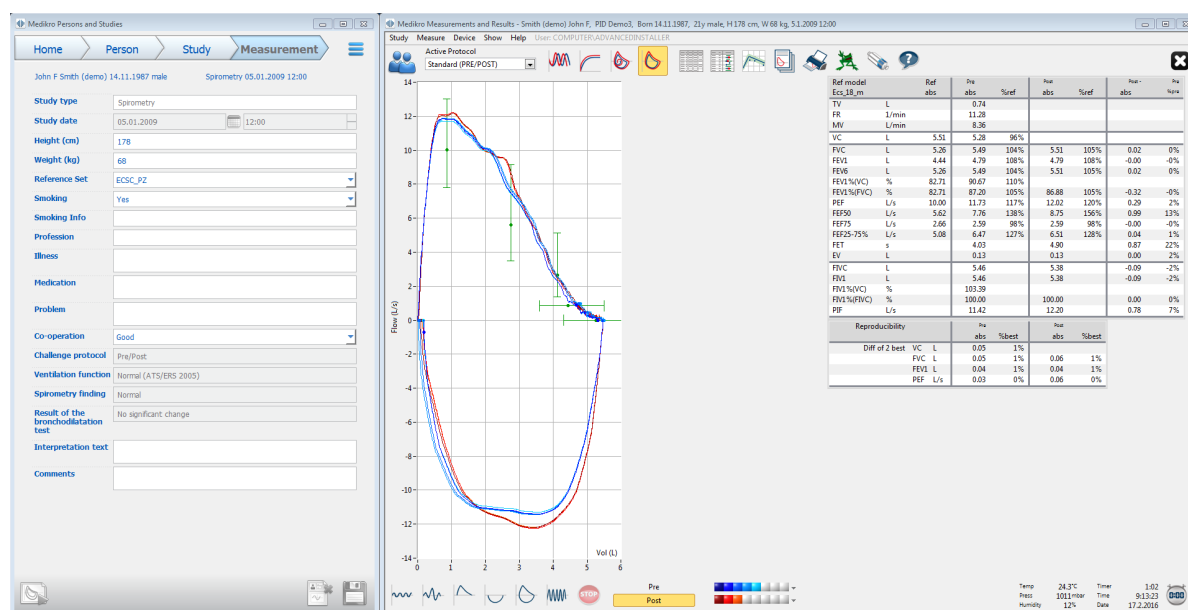 Medikro Persons and Studies
Home Person Study Measurement
John F Smith (demo) 14.11.1987 male Spirometry 05.01.2009 12:00
Study type Spirometry
Study date 05.01.2009 12:00
Height (cm) 178
Weight (kg) 68
Reference Set ECSC_PZ
Smoking Yes
Smoking Info
Profession
Illness
Medication
Problem
Co-operation Good
Challenge protocol Pre/Post
Ventilation function Normal (ATS/ERS 2005)
Spirometry finding Normal
Result of the
bronchodilatation
test
No significant change
Interpretation text
Comments
Medikro Measurements and Results - Smith (demo) John F, PID Demo3, Born 14.11.1987, 21y male, H 178 cm, W 68 kg, 5.1.2009 12:00
Study Measure Device Show Help User: COMPUTER\ADVANCEDINSTALLER
Active Protocol
Standard (PRE/POST)
14
12
10
8
6
4
2
0
-2
-4
-6
-8
-10
-12
-14
Flow (L/s)
Vol (L)
0 1 2 3 4 5 6
Ref model Ref Pre Post Post - Pre
Ecs_18_m abs abs %ref abs %ref abs %pre
TV L 0.74
FR 1/min 11.28
MV L/min 8.36
VC L 5.51 5.28 96%
FVC L 5.26 5.49 104% 5.51 105% 0.02 0%
FEV1 L 4.44 4.79 108% 4.79 108% -0.00 -0%
FEV6 L 5.26 5.49 104% 5.51 105% 0.02 0%
FEV1%(VC) % 82.71 90.67 110%
FEV1%(FVC) % 82.71 87.20 105% 86.88 105% -0.32 -0%
PEF L/s 10.00 11.73 117% 12.02 120% 0.29 2%
FEF50 L/s 5.62 7.76 138% 8.75 156% 0.99 13%
FEF75 L/s 2.66 2.59 98% 2.59 98% -0.00 -0%
FEF25-75% L/s 5.08 6.47 127% 6.51 128% 0.04 1%
FET s 4.03 4.90 0.87 22%
EV L 0.13 0.13 0.00 2%
FIVC L 5.46 5.38 -0.09 -2%
FIV1 L 5.46 5.38 -0.09 -2%
FIV1%(VC) % 103.39
FIV1%(FIVC) % 100.00 100.00 0.00 0%
PIF L/s 11.42 12.20 0.78 7%
Reproducibility Pre Post
abs %best abs %best
Diff of 2 best VC L 0.05 1%
FVC L 0.05 1% 0.06 1%
FEV1 L 0.04 1% 0.04 1%
PEF L/s 0.03 0% 0.06 0%
STOP
Pre
Post
Temp 24.3°C Timer 1:02
Press 1011mbar Time 9:13:23
Humidity 12% Date 17.2.2016
0:00